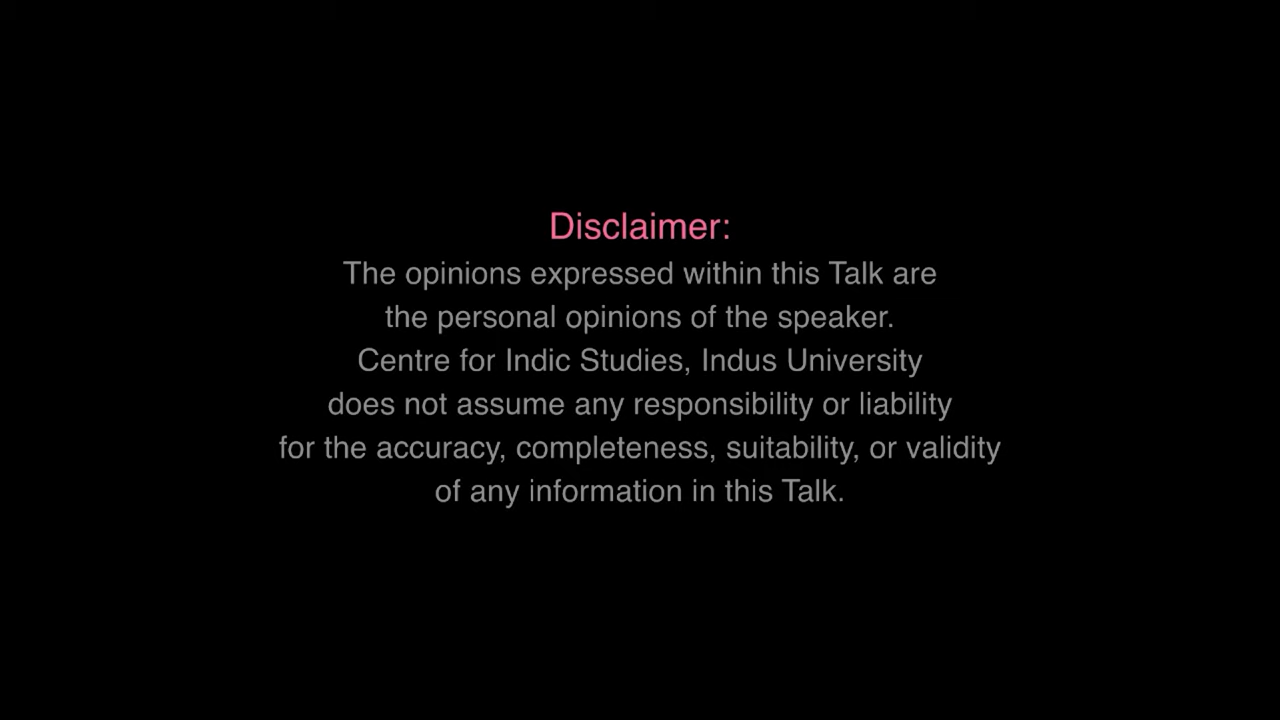 Disclaimer:
The opinions expressed within this Talk are
the personal opinions of the speaker.
Centre for Indic Studies, Indus University
does not assume any responsibility or liability
for the accuracy, completeness, suitability, or validity
of any information in this Talk.